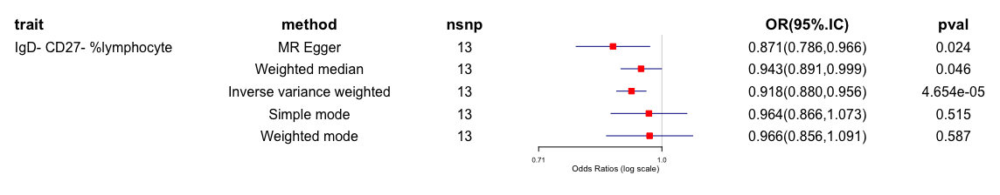 trait method nsnp OR(95%.IC) pval
IgD- CD27- %lymphocyte MR Egger 13 0.871(0.786,0.966) 0.024
Weighted median 13 0.943(0.891,0.999) 0.046
Inverse variance weighted 13 0.918(0.880,0.956) 4.654e-05
Simple mode 13 0.964(0.866,1.073) 0.515
Weighted mode 13 0.966(0.856,1.091) 0.587
0.71 1.0
Odds Ratios (log scale)